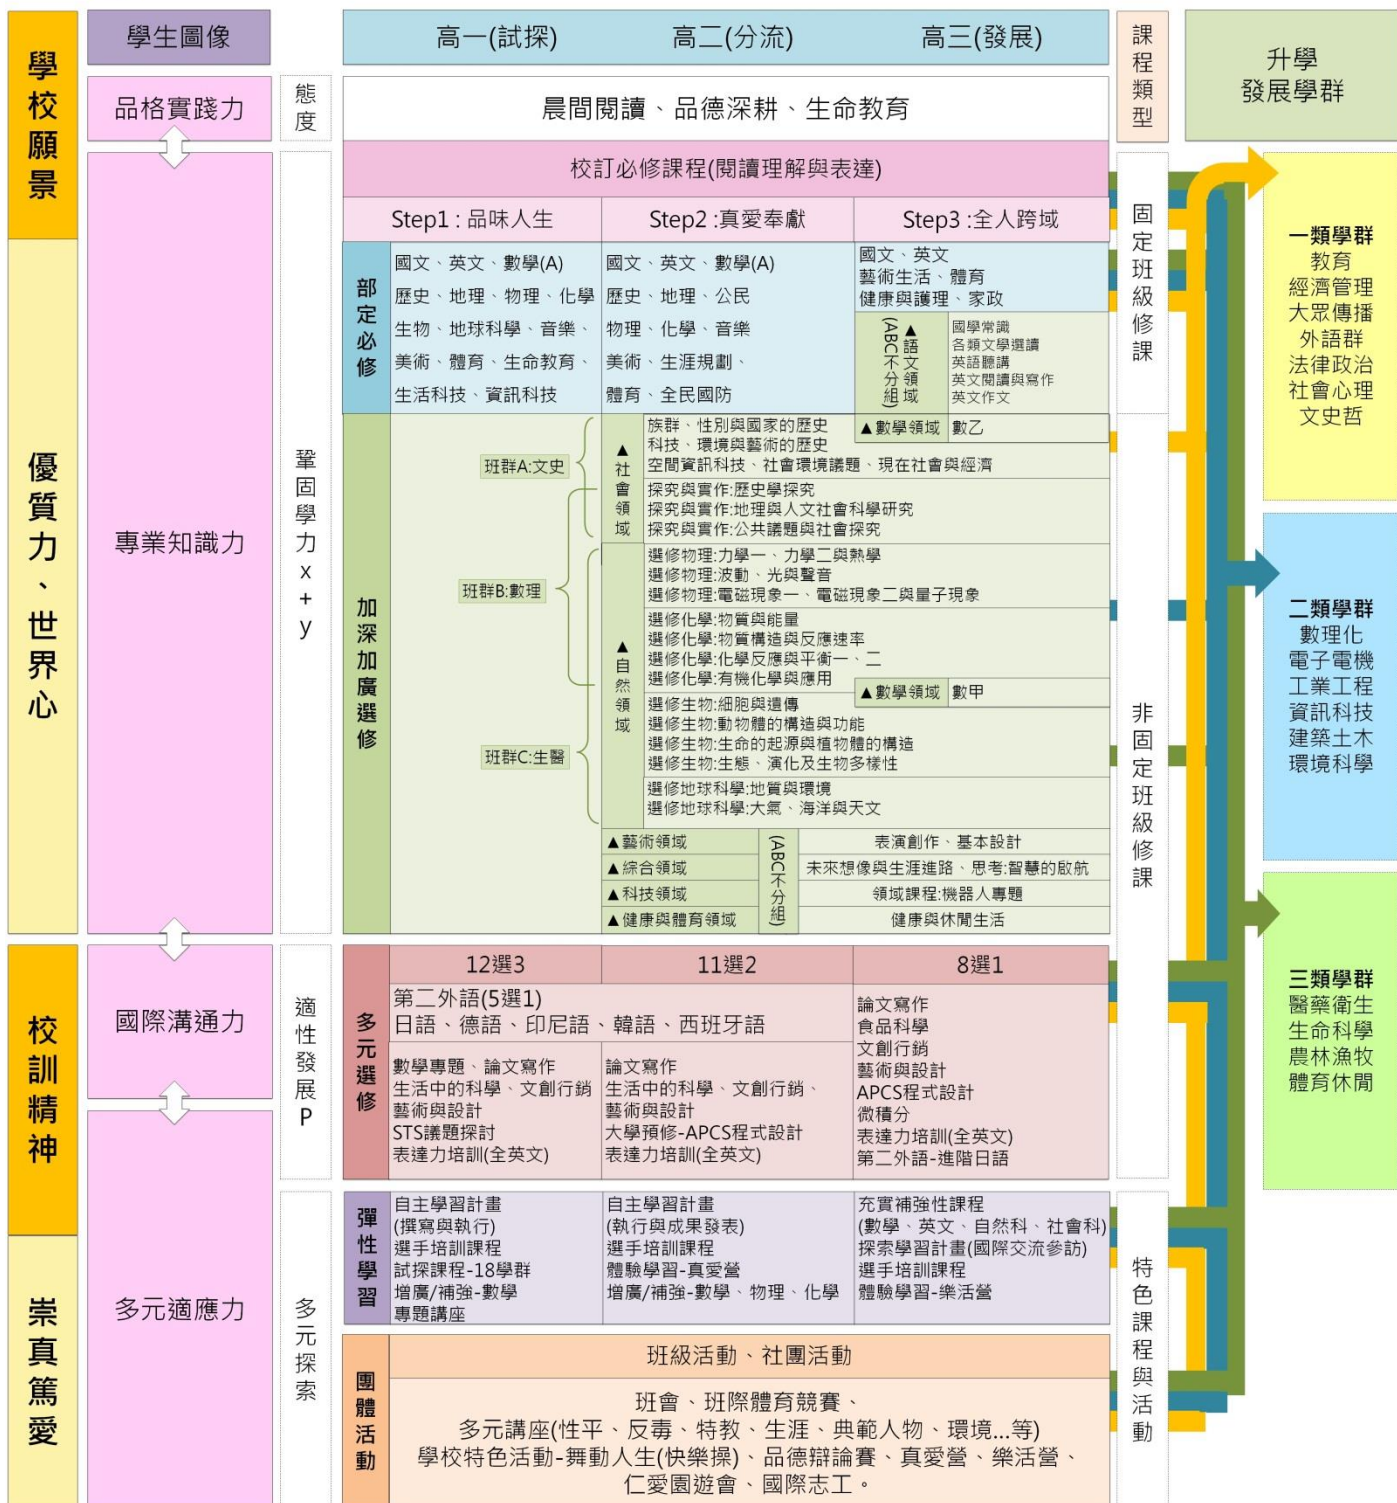 學校願景
優質力、世界心
校訓精神
崇真篤愛
學生圖像
品格實踐力
專業知識力
國際溝通力
多元適應力
態度
鞏固學力x+y
適性發展P
多元探索
高一(試探)
高二(分流)
高三(發展)
晨間閱讀、品德深耕、生命教育
校訂必修課程(閱讀理解與表達)
Step1 : 品味人生
Step2 : 真愛奉獻
Step3 :全人跨域
部定必修
國文、英文、數學(A)
歷史、地理、物理、化學
生物、地球科學、音樂、
美術、體育、生命教育、
生活科技、資訊科技
國文、英文、數學(A)
歷史、地理、公民
物理、化學、音樂
美術、生涯規劃、
體育、全民國防
國文、英文
藝術生活、體育
健康與護理、家政
▲語文領域
(ABC不分組)
國學常識
各類文學選讀
英語聽講
英文閱讀與寫作
英文作文
▲數學領域
數乙
加深加廣選修
班群A:文史
班群B:數理
班群C:生醫
▲社會領域
族群、性別與國家的歷史
科技、環境與藝術的歷史
空間資訊科技、社會環境議題、現在社會與經濟
探究與實作:歷史學探究
探究與實作:地理與人文社會科學研究
探究與實作:公共議題與社會探究
▲自然領域
選修物理:力學一、力學二與熱學
選修物理:波動、光與聲音
選修物理:電磁現象一、電磁現象二與量子現象
選修化學:物質與能量
選修化學:物質構造與反應速率
選修化學:化學反應與平衡一、二
選修化學:有機化學與應用
▲數學領域
數甲
選修生物:細胞與遺傳
選修生物:動物體的構造與功能
選修生物:生命的起源與植物體的構造
選修生物:生態、演化及生物多樣性
選修地球科學:地質與環境
選修地球科學:大氣、海洋與天文
▲藝術領域
▲綜合領域
▲科技領域
▲健康與體育領域
(ABC不分組)
表演創作、基本設計
未來想像與生涯進路、思考:智慧的啟航
領域課程:機器人專題
健康與休閒生活
多元選修
12選3
11選2
8選1
第二外語(5選1)
日語、德語、印尼語、韓語、西班牙語
數學專題、論文寫作
生活中的科學、文創行銷
藝術與設計
STS議題探討
表達力培訓(全英文)
論文寫作
生活中的科學、文創行銷、
藝術與設計
大學預修-APCS程式設計
表達力培訓(全英文)
論文寫作
食品科學
文創行銷
藝術與設計
APCS程式設計
微積分
表達力培訓(全英文)
第二外語-進階日語
彈性學習
自主學習計畫
(撰寫與執行)
選手培訓課程
試探課程-18學群
增廣/補強-數學
專題講座
自主學習計畫
(執行與成果發表)
選手培訓課程
體驗學習-真愛營
增廣/補強-數學、物理、化學
充實補強性課程
(數學、英文、自然科、社會科)
探索學習計畫(國際交流參訪)
選手培訓課程
體驗學習-樂活營
團體活動
班級活動、社團活動
班會、班際體育競賽、
多元講座(性平、反毒、特教、生涯、典範人物、環境...等)
學校特色活動-舞動人生(快樂操)、品德辯論賽、真愛營、樂活營、
仁愛園遊會、國際志工。
課程類型
固定班級修課
非固定班級修課
特色課程與活動
升學
發展學群
一類學群
教育
經濟管理
大眾傳播
外語群
法律政治
社會心理
文史哲
二類學群
數理化
電子電機
工業工程
資訊科技
建築土木
環境科學
三類學群
醫藥衛生
生命科學
農林漁牧
體育休閒